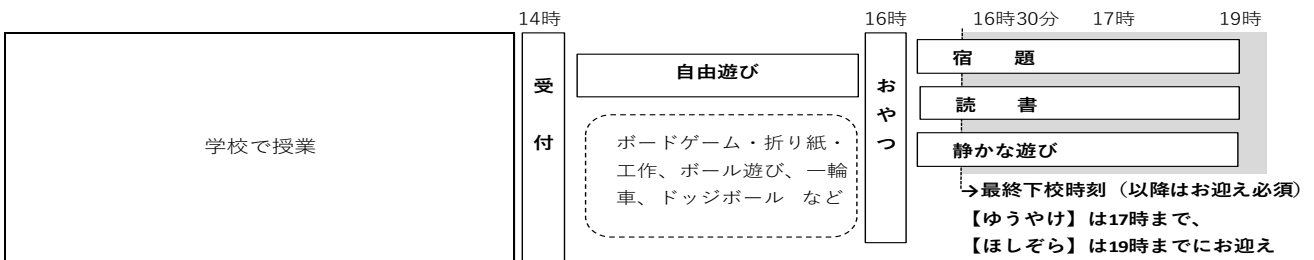 14時
16時
16時30分
17時
19時
学校で授業
受付
自由遊び
ボードゲーム・折り紙・
工作、ボール遊び、一輪
車、ドッジボール など
おやつ
宿 題
読 書
静かな遊び
→最終下校時刻（以降はお迎え必須）
【ゆうやけ】は17時まで、
【ほしぞら】は19時までにお迎え